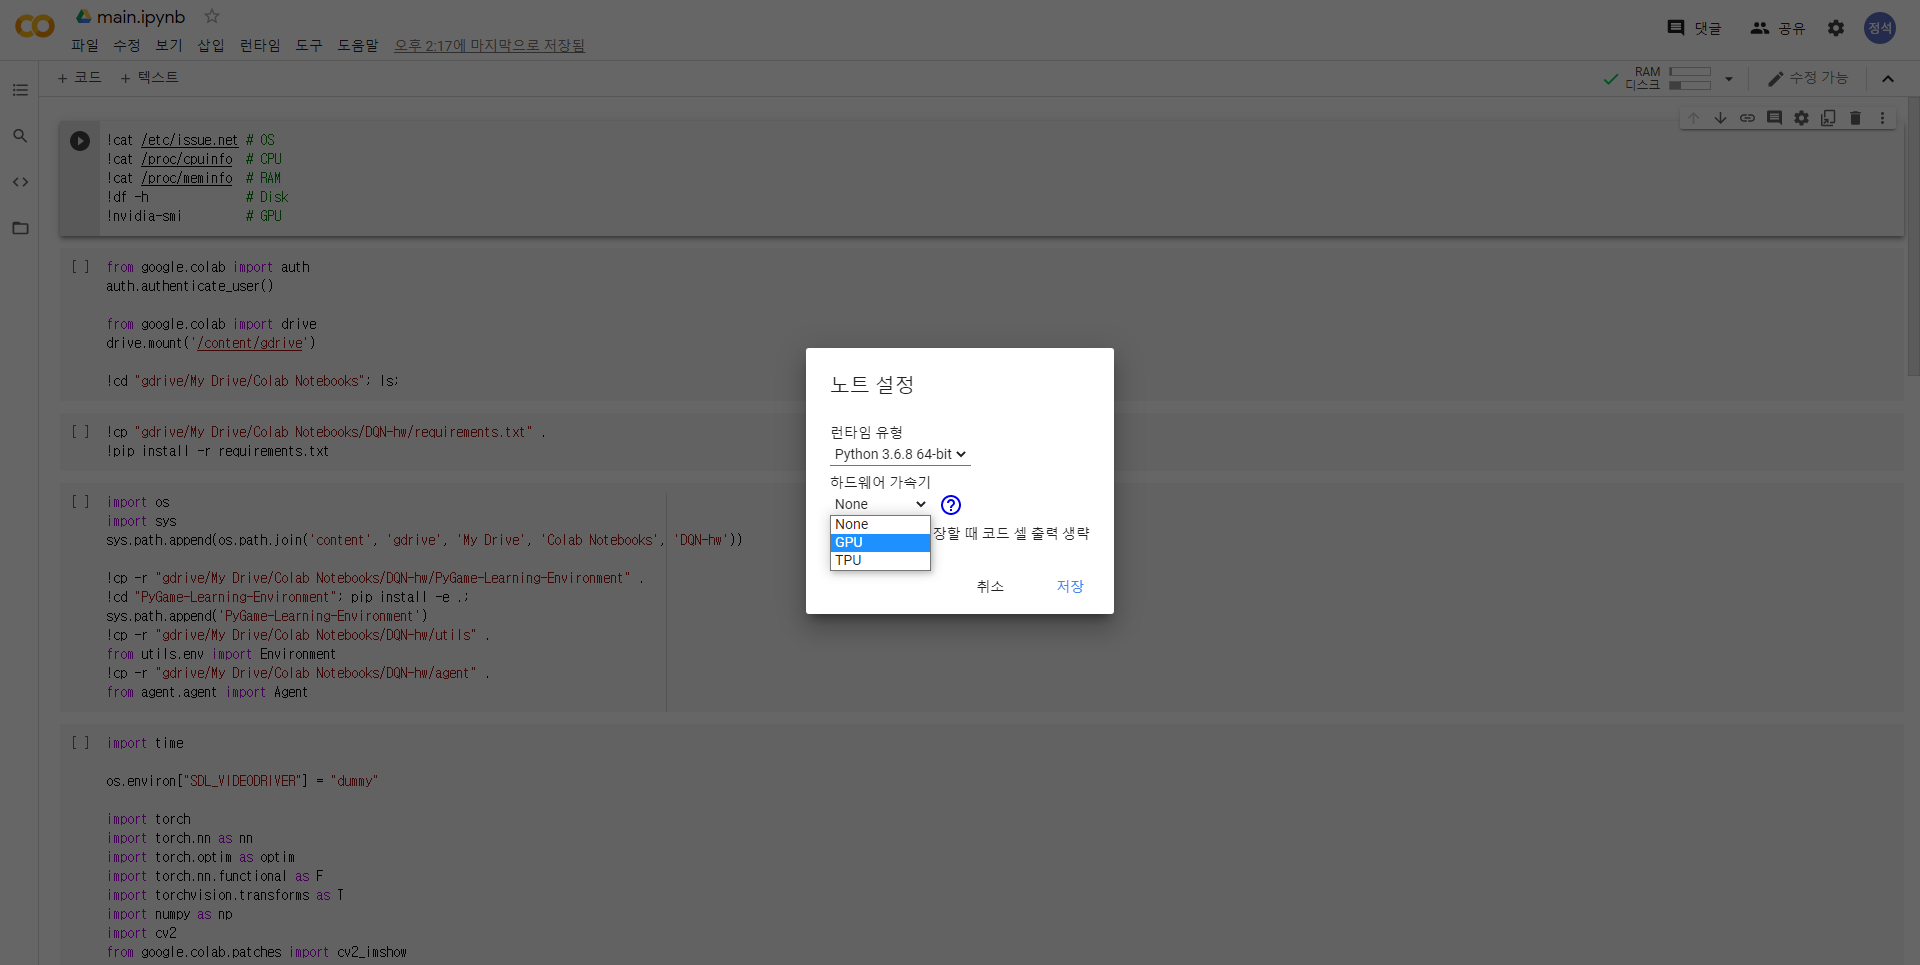 main.ipynb
파일 수정 보기 삽입 런타임 도구 도움말 오후 2:17에 마지막으로 저장됨
댓글 공유 정석
+ 코드 + 텍스트
RAM
디스크
수정 가능
!cat /etc/issue.net # OS
!cat /proc/cpuinfo # CPU
!cat /proc/meminfo # RAM
!df -h # Disk
!nvidia-smi # GPU
[ ] from google.colab import auth
auth.authenticate_user()
from google.colab import drive
drive.mount('/content/gdrive')
!cd "gdrive/My Drive/Colab Notebooks"; ls;
[ ] !cp "gdrive/My Drive/Colab Notebooks/DQN-hw/requirements.txt" .
!pip install -r requirements.txt
[ ] import os
import sys
sys.path.append(os.path.join('content', 'gdrive', 'My Drive', 'Colab Notebooks', 'DQN-hw'))
!cp -r "gdrive/My Drive/Colab Notebooks/DQN-hw/PyGame-Learning-Environment" .
!cd "PyGame-Learning-Environment"; pip install -e .;
sys.path.append('PyGame-Learning-Environment')
!cp -r "gdrive/My Drive/Colab Notebooks/DQN-hw/utils" .
from utils.env import Environment
!cp -r "gdrive/My Drive/Colab Notebooks/DQN-hw/agent" .
from agent.agent import Agent
[ ] import time
os.environ["SDL_VIDEODRIVER"] = "dummy"
import torch
import torch.nn as nn
import torch.optim as optim
import torch.nn.functional as F
import torchvision.transforms as T
import numpy as np
import cv2
from google.colab.patches import cv2_imshow
노트 설정
런타임 유형
Python 3.6.8 64-bit
하드웨어 가속기
None
None
GPU
TPU
장할 때 코드 셀 출력 생략
취소 저장